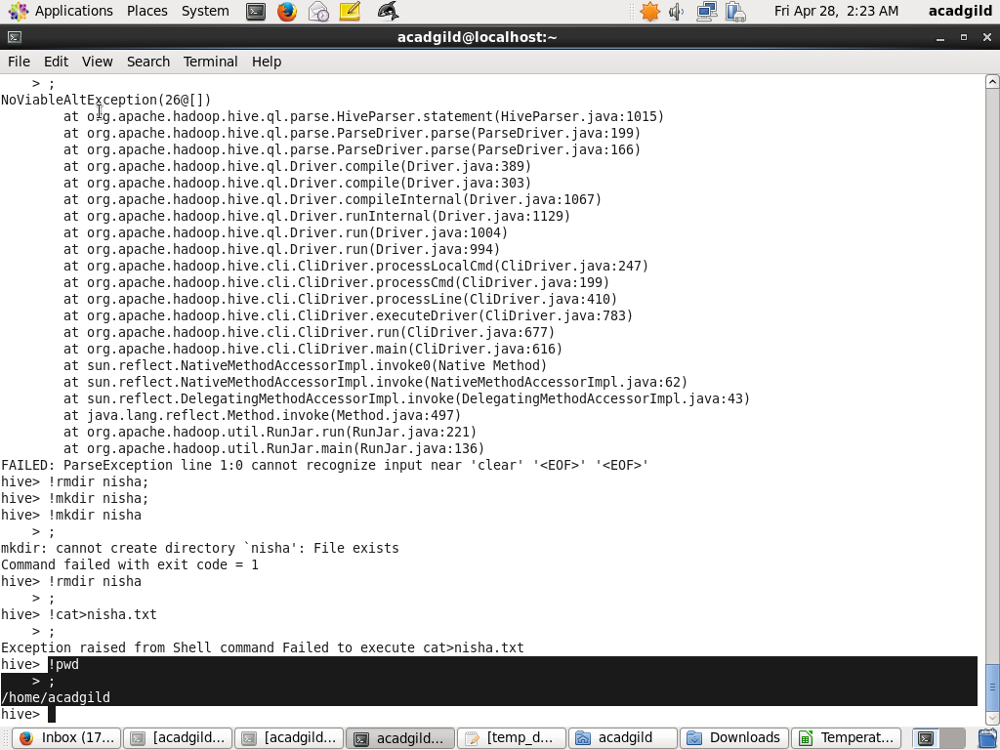 Applications Places System Fri Apr 28, 2:23 AM acadgild
acadgild@localhost:~
File Edit View Search Terminal Help
> ;
NoViableAltException(26@[])
at org.apache.hadoop.hive.ql.parse.HiveParser.statement(HiveParser.java:1015)
at org.apache.hadoop.hive.ql.parse.ParseDriver.parse(ParseDriver.java:199)
at org.apache.hadoop.hive.ql.parse.ParseDriver.parse(ParseDriver.java:166)
at org.apache.hadoop.hive.ql.Driver.compile(Driver.java:389)
at org.apache.hadoop.hive.ql.Driver.compile(Driver.java:303)
at org.apache.hadoop.hive.ql.Driver.compileInternal(Driver.java:1067)
at org.apache.hadoop.hive.ql.Driver.runInternal(Driver.java:1129)
at org.apache.hadoop.hive.ql.Driver.run(Driver.java:1004)
at org.apache.hadoop.hive.ql.Driver.run(Driver.java:994)
at org.apache.hadoop.hive.cli.CliDriver.processLocalCmd(CliDriver.java:247)
at org.apache.hadoop.hive.cli.CliDriver.processCmd(CliDriver.java:199)
at org.apache.hadoop.hive.cli.CliDriver.processLine(CliDriver.java:410)
at org.apache.hadoop.hive.cli.CliDriver.executeDriver(CliDriver.java:783)
at org.apache.hadoop.hive.cli.CliDriver.run(CliDriver.java:677)
at org.apache.hadoop.hive.cli.CliDriver.main(CliDriver.java:616)
at sun.reflect.NativeMethodAccessorImpl.invoke0(Native Method)
at sun.reflect.NativeMethodAccessorImpl.invoke(NativeMethodAccessorImpl.java:62)
at sun.reflect.DelegatingMethodAccessorImpl.invoke(DelegatingMethodAccessorImpl.java:43)
at java.lang.reflect.Method.invoke(Method.java:497)
at org.apache.hadoop.util.RunJar.run(RunJar.java:221)
at org.apache.hadoop.util.RunJar.main(RunJar.java:136)
FAILED: ParseException line 1:0 cannot recognize input near 'clear' '<EOF>' '<EOF>'
hive> !rmdir nisha;
hive> !mkdir nisha;
hive> !mkdir nisha
> ;
mkdir: cannot create directory `nisha': File exists
Command failed with exit code = 1
hive> !rmdir nisha
> ;
hive> !cat>nisha.txt
> ;
Exception raised from Shell command Failed to execute cat>nisha.txt
hive> !pwd
> ;
/home/acadgild
hive>
Inbox (17... [acadgild... [acadgild... acadgild... [temp_d... acadgild Downloads Temperat...